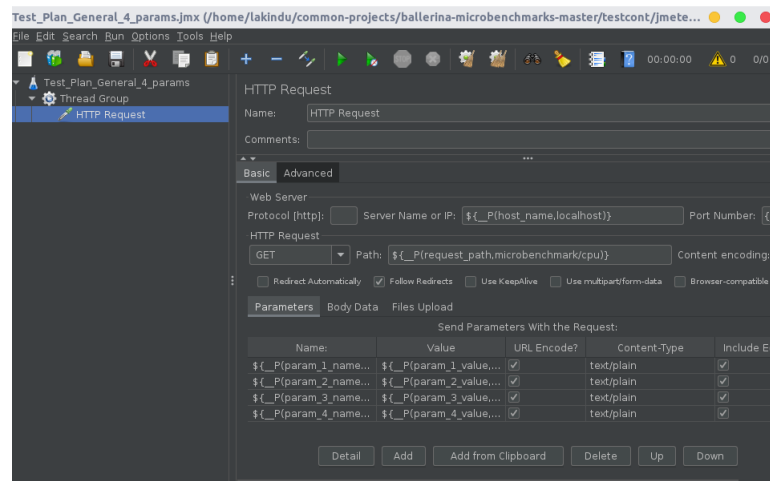 Test_Plan_General_4_params.jmx (/home/lakindu/common-projects/ballerina-microbenchmarks-master/testcont/jmete...
File Edit Search Run Options Tools Help
00:00:00 0 0/0
Test_Plan_General_4_params
Thread Group
HTTP Request
HTTP Request
Name: HTTP Request
Comments:
Basic Advanced
Web Server
Protocol [http]: Server Name or IP: ${__P(host_name,localhost)} Port Number: {
HTTP Request
GET Path: ${__P(request_path,microbenchmark/cpu)} Content encoding:
Redirect Automatically Follow Redirects Use KeepAlive Use multipart/form-data Browser-compatible
Parameters Body Data Files Upload
Send Parameters With the Request:
Name: Value URL Encode? Content-Type Include E
${__P(param_1_name... ${__P(param_1_value,... text/plain
${__P(param_2_name... ${__P(param_2_value,... text/plain
${__P(param_3_name... ${__P(param_3_value,... text/plain
${__P(param_4_name... ${__P(param_4_value,... text/plain
Detail Add Add from Clipboard Delete Up Down